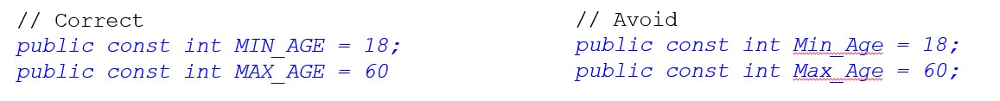 // Correct
public const int MIN_AGE = 18;
public const int MAX_AGE = 60
// Avoid
public const int Min_Age = 18;
public const int Max_Age = 60;